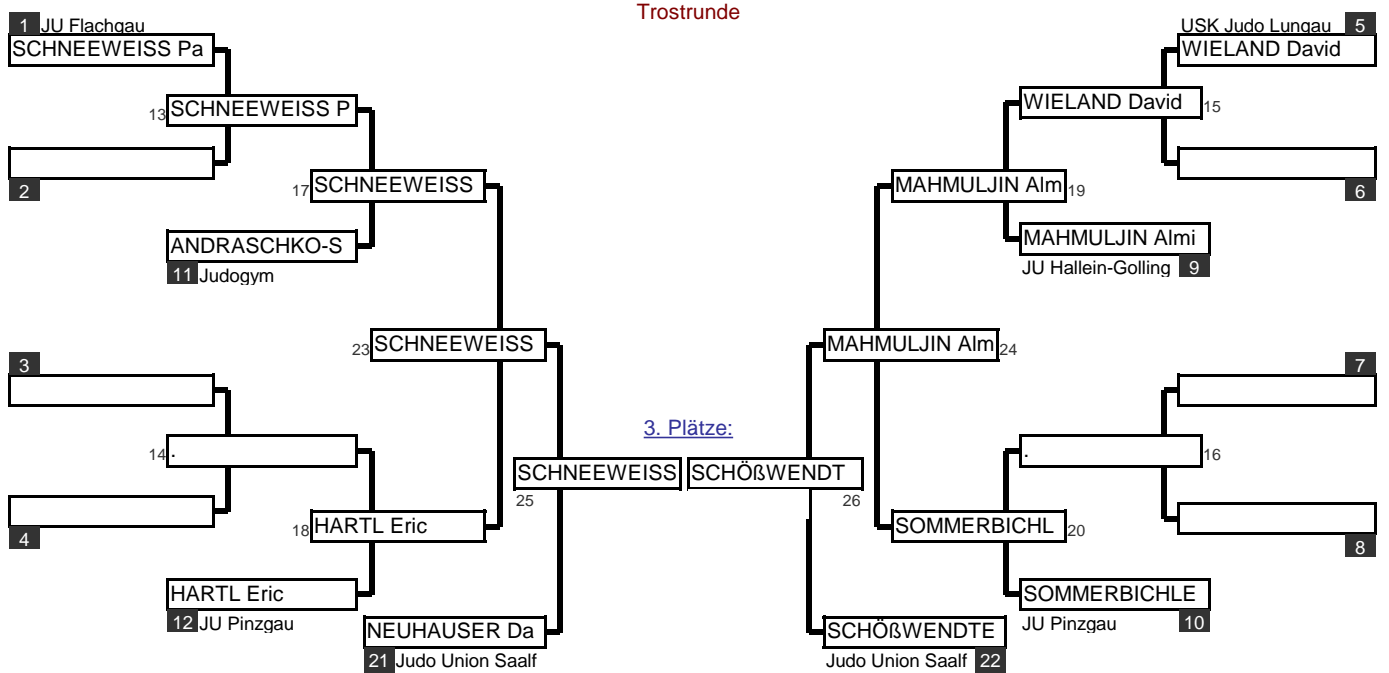 Trostrunde
1 JU Flachgau
USK Judo Lungau 5
SCHNEEWEISS Pa
WIELAND David
13 SCHNEEWEISS P
WIELAND David 15
2
17 SCHNEEWEISS
MAHMULJIN Alm 19
6
ANDRASCHKO-S
MAHMULJIN Almi
11 Judogym
JU Hallein-Golling 9
23 SCHNEEWEISS
MAHMULJIN Alm 24
3
7
3. Plätze:
14 .
. 16
SCHNEEWEISS
SCHÖßWENDT
25
26
4
18 HARTL Eric
SOMMERBICHL 20
8
HARTL Eric
SOMMERBICHLE
12 JU Pinzgau
JU Pinzgau 10
NEUHAUSER Da
SCHÖßWENDTE
21 Judo Union Saalf
Judo Union Saalf 22